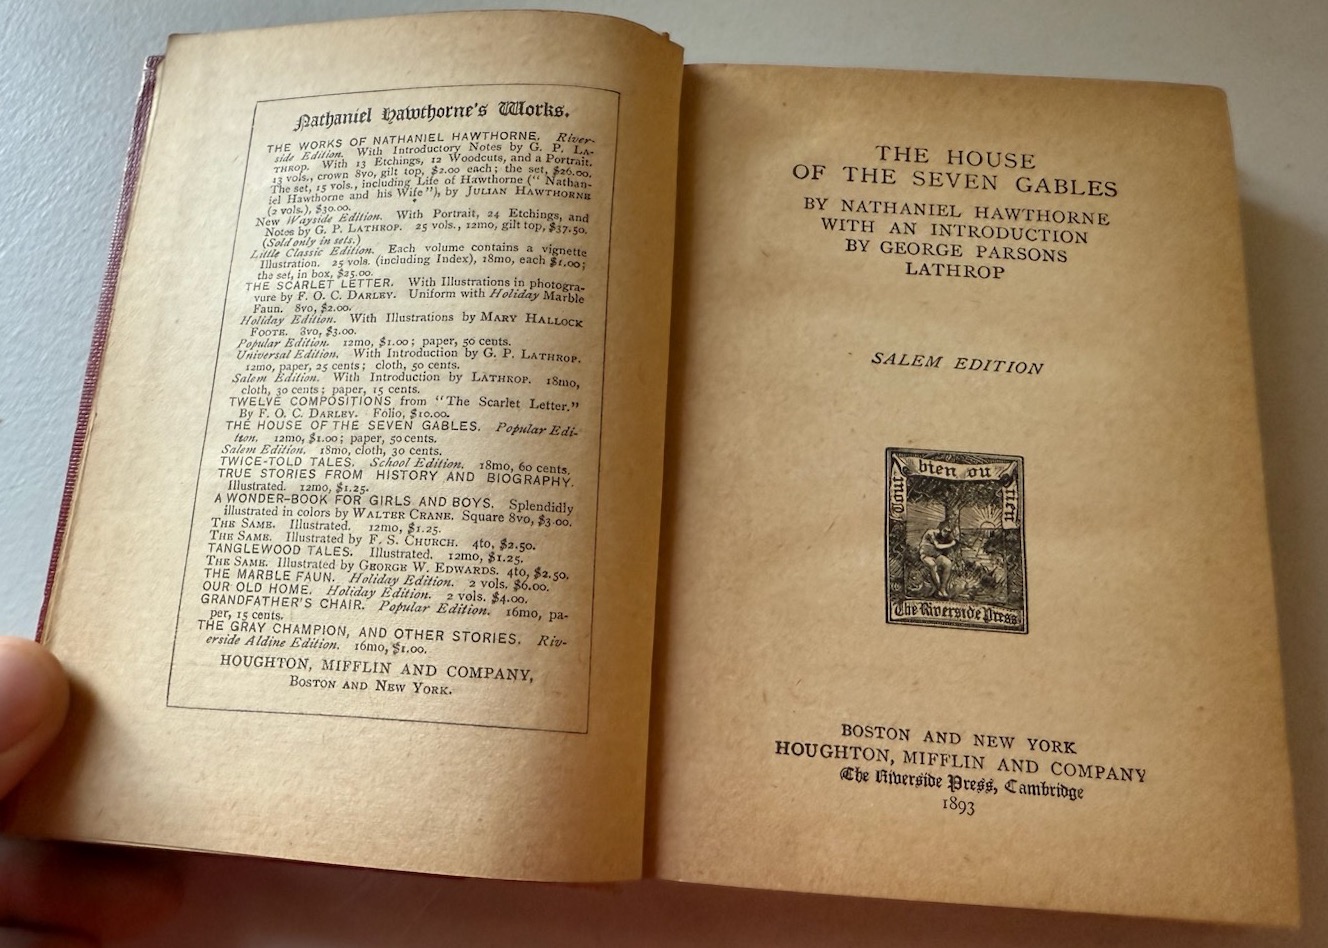 Nathaniel Hawthorne's Works.
THE WORKS OF NATHANIEL HAWTHORNE. River-
side Edition. With Introductory Notes by G. P. LA-
THROP. With 13 Etchings, 12 Woodcuts, and a Portrait.
13 vols., crown 8vo, gilt top, $2.00 each; the set, $26.00.
The set, 15 vols., including Life of Hawthorne ("Nathan-
iel Hawthorne and his Wife"), by JULIAN HAWTHORNE
(2 vols.), $30.00.
New Wayside Edition. With Portrait, 24 Etchings, and
Notes by G. P. LATHROP. 25 vols., 12mo, gilt top, $37.50.
(Sold only in sets.)
Little Classic Edition. Each volume contains a vignette
Illustration. 25 vols. (including Index), 18mo, each $1.00;
the set, in box, $25.00.
THE SCARLET LETTER. With Illustrations in photogra-
vure by F. O. C. DARLEY. Uniform with Holiday Marble
Faun. 8vo, $2.00.
Holiday Edition. With Illustrations by MARY HALLOCK
FOOTE. 8vo, $3.00.
Popular Edition. 12mo, $1.00; paper, 50 cents.
Universal Edition. With Introduction by G. P. LATHROP.
12mo, paper, 25 cents; cloth, 50 cents.
Salem Edition. With Introduction by LATHROP. 18mo,
cloth, 30 cents; paper, 15 cents.
TWELVE COMPOSITIONS from "The Scarlet Letter."
By F. O. C. DARLEY. Folio, $10.00.
THE HOUSE OF THE SEVEN GABLES. Popular Edi-
tion. 12mo, $1.00; paper, 50 cents.
Salem Edition. 18mo, cloth, 30 cents.
TWICE-TOLD TALES. School Edition. 18mo, 60 cents.
TRUE STORIES FROM HISTORY AND BIOGRAPHY.
Illustrated. 12mo, $1.25.
A WONDER-BOOK FOR GIRLS AND BOYS. Splendidly
illustrated in colors by WALTER CRANE. Square 8vo, $3.00.
THE SAME. Illustrated. 12mo, $1.25.
THE SAME. Illustrated by F. S. CHURCH. 4to, $2.50.
TANGLEWOOD TALES. Illustrated. 12mo, $1.25.
THE SAME. Illustrated by GEORGE W. EDWARDS. 4to, $2.50.
THE MARBLE FAUN. Holiday Edition. 2 vols. $6.00.
OUR OLD HOME. Holiday Edition. 2 vols. $4.00.
GRANDFATHER'S CHAIR. Popular Edition. 16mo, pa-
per, 15 cents.
THE GRAY CHAMPION, AND OTHER STORIES. Riv-
erside Aldine Edition. 16mo, $1.00.
HOUGHTON, MIFFLIN AND COMPANY,
BOSTON AND NEW YORK.
THE HOUSE
OF THE SEVEN GABLES
BY NATHANIEL HAWTHORNE
WITH AN INTRODUCTION
BY GEORGE PARSONS
LATHROP
SALEM EDITION
Tout bien ou rien
The Riverside Press
BOSTON AND NEW YORK
HOUGHTON, MIFFLIN AND COMPANY
The Riverside Press, Cambridge
1893